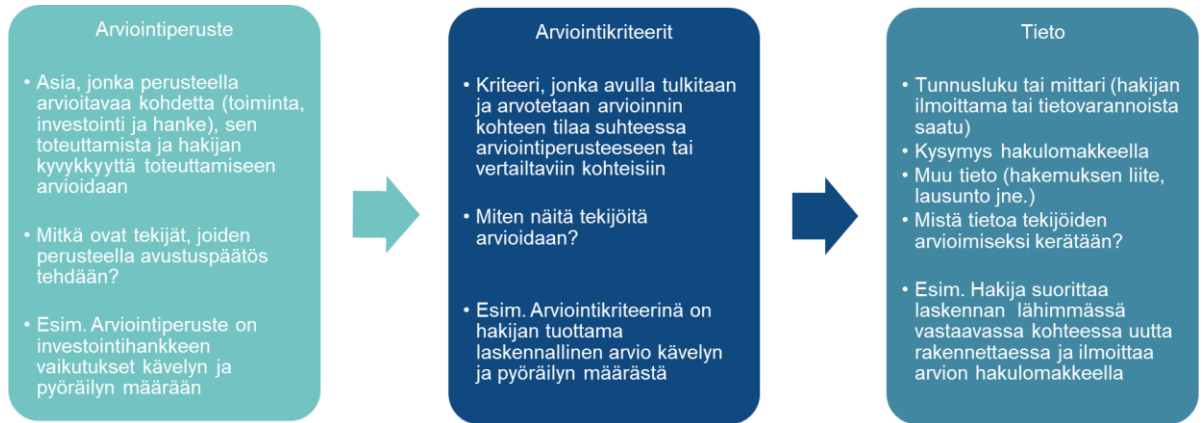 Arviointiperuste
• Asia, jonka perusteella
arvioitavaa kohdetta (toiminta,
investointi ja hanke), sen
toteuttamista ja hakijan
kyvykkyyttä toteuttamiseen
arvioidaan
• Mitkä ovat tekijät, joiden
perusteella avustuspäätös
tehdään?
• Esim. Arviointiperuste on
investointihankkeen
vaikutukset kävelyn ja
pyöräilyn määrään
Arviointikriteerit
• Kriteeri, jonka avulla tulkitaan
ja arvotetaan arvioinnin
kohteen tilaa suhteessa
arviointiperusteeseen tai
vertailtaviin kohteisiin
• Miten näitä tekijöitä
arvioidaan?
• Esim. Arviointikriteerinä on
hakijan tuottama
laskennallinen arvio kävelyn
ja pyöräilyn määrästä
Tieto
• Tunnusluku tai mittari (hakijan
ilmoittama tai tietovarannoista
saatu)
• Kysymys hakulomakkeella
• Muu tieto (hakemuksen liite,
lausunto jne.)
• Mistä tietoa tekijöiden
arvioimiseksi kerätään?
• Esim. Hakija suorittaa
laskennan lähimmässä
vastaavassa kohteessa uutta
rakennettaessa ja ilmoittaa
arvion hakulomakkeella